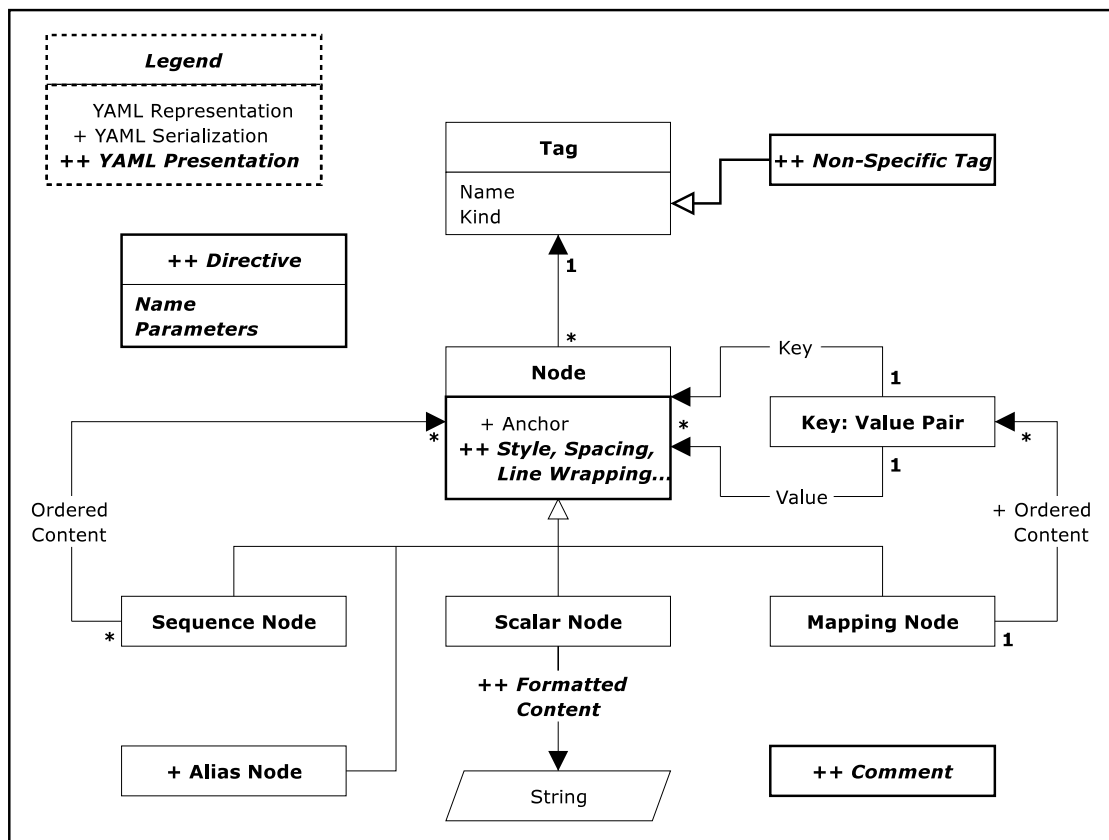 Legend
YAML Representation
+ YAML Serialization
++ YAML Presentation
Tag
Name
Kind
++ Non-Specific Tag
1
++ Directive
Name
Parameters
*
Node
Key
1
+ Anchor
++ Style, Spacing,
Line Wrapping...
*
*
Key: Value Pair
*
1
Value
Ordered
Content
+ Ordered
Content
Sequence Node
*
Scalar Node
Mapping Node
1
++ Formatted
Content
+ Alias Node
String
++ Comment